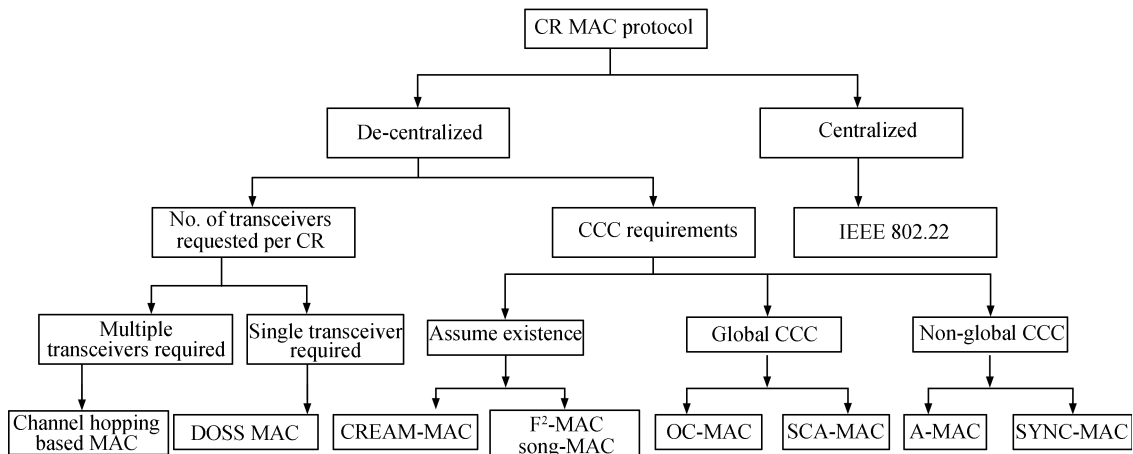 CR MAC protocol
De-centralized
Centralized
No. of transceivers
requested per CR
CCC requirements
IEEE 802.22
Multiple
transceivers required
Single transceiver
required
Assume existence
Global CCC
Non-global CCC
Channel hopping
based MAC
DOSS MAC
CREAM-MAC
F²-MAC
song-MAC
OC-MAC
SCA-MAC
A-MAC
SYNC-MAC